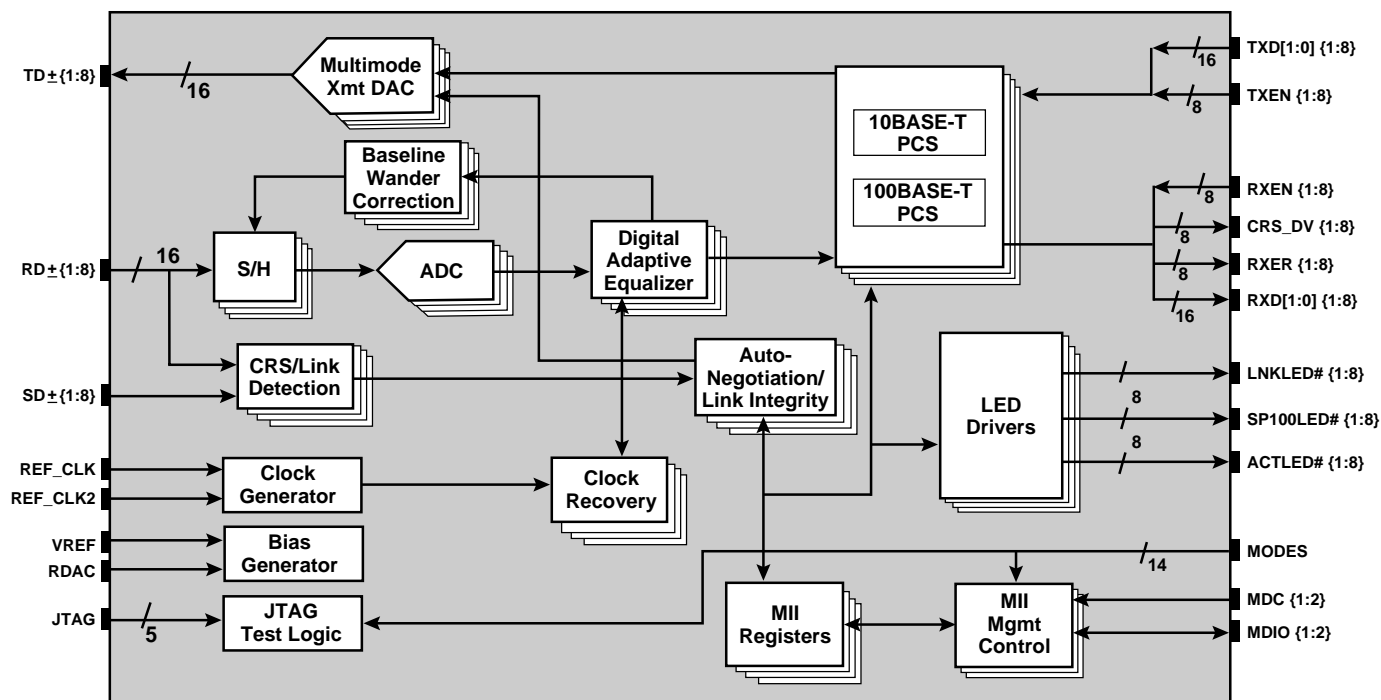 TD±{1:8}
16
Multimode
Xmt DAC
10BASE-T
PCS
100BASE-T
PCS
16
TXD[1:0] {1:8}
8
TXEN {1:8}
Baseline
Wander
Correction
8
RXEN {1:8}
8
CRS_DV {1:8}
8
RXER {1:8}
16
RXD[1:0] {1:8}
RD±{1:8}
16
S/H
ADC
Digital
Adaptive
Equalizer
SD±{1:8}
CRS/Link
Detection
Auto-
Negotiation/
Link Integrity
LED
Drivers
LNKLED# {1:8}
8
SP100LED# {1:8}
8
ACTLED# {1:8}
8
REF_CLK
REF_CLK2
Clock
Generator
Clock
Recovery
VREF
RDAC
Bias
Generator
14
MODES
JTAG
5
JTAG
Test Logic
MII
Registers
MII
Mgmt
Control
MDC {1:2}
MDIO {1:2}